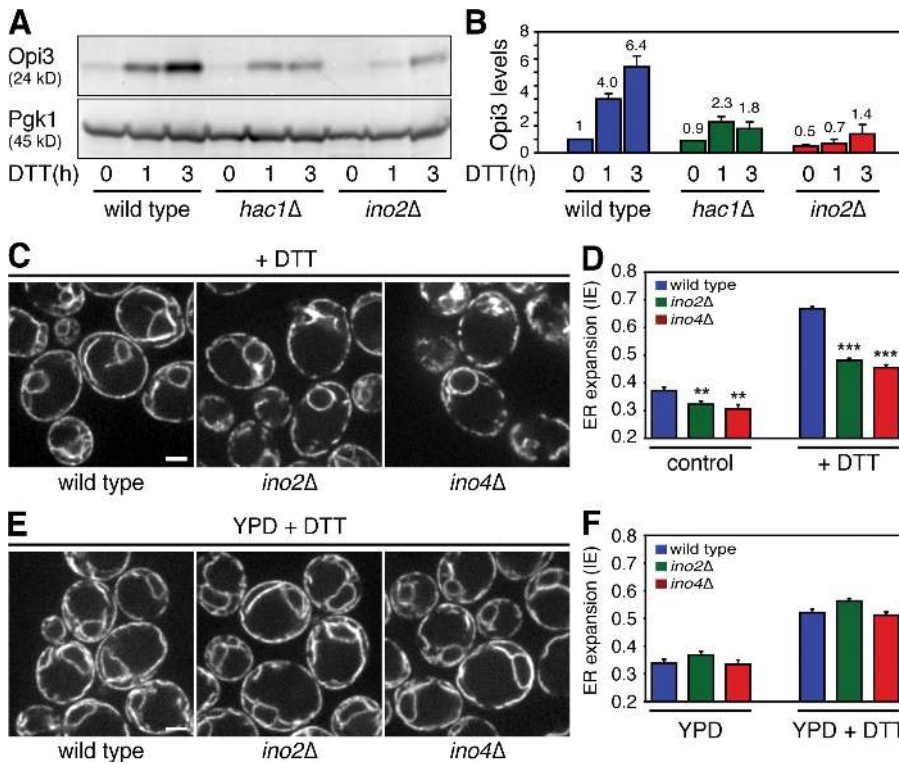 A
Opi3
(24 kD)
Pgk1
(45 kD)
DTT(h) 0 1 3 0 1 3 0 1 3
wild type hac1Δ ino2Δ
B
Opi3 levels
8
6
4
2
0
1 4.0 6.4 0.9 2.3 1.8 0.5 0.7 1.4
DTT(h) 0 1 3 0 1 3 0 1 3
wild type hac1Δ ino2Δ
C
+ DTT
wild type ino2Δ ino4Δ
D
ER expansion (IE)
0.8
0.7
0.6
0.5
0.4
0.3
0.2
wild type
ino2Δ
ino4Δ
** ** *** ***
control + DTT
E
YPD + DTT
wild type ino2Δ ino4Δ
F
ER expansion (IE)
0.8
0.7
0.6
0.5
0.4
0.3
0.2
wild type
ino2Δ
ino4Δ
YPD YPD + DTT